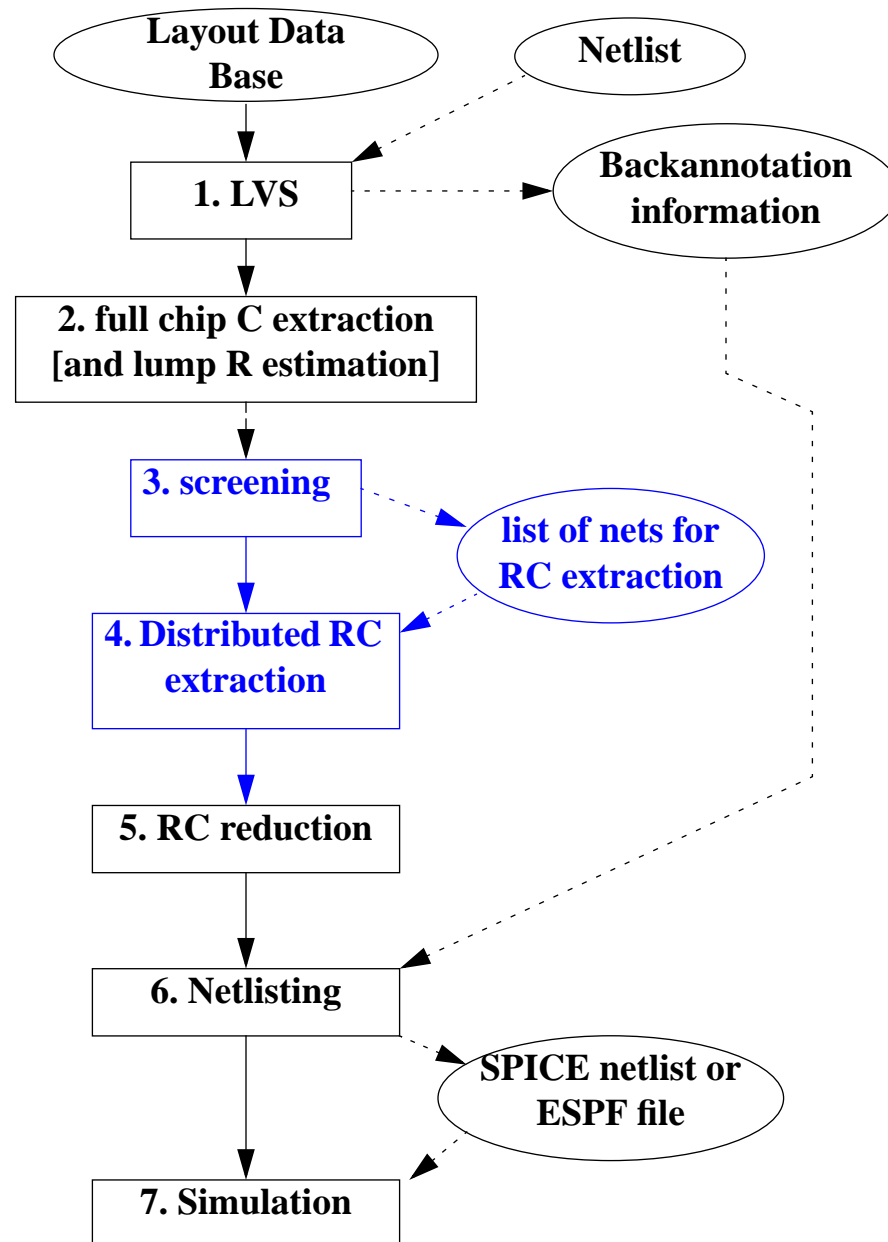 Layout Data
Base
Netlist
1. LVS
Backannotation
information
2. full chip C extraction
[and lump R estimation]
3. screening
list of nets for
RC extraction
4. Distributed RC
extraction
5. RC reduction
6. Netlisting
SPICE netlist or
ESPF file
7. Simulation